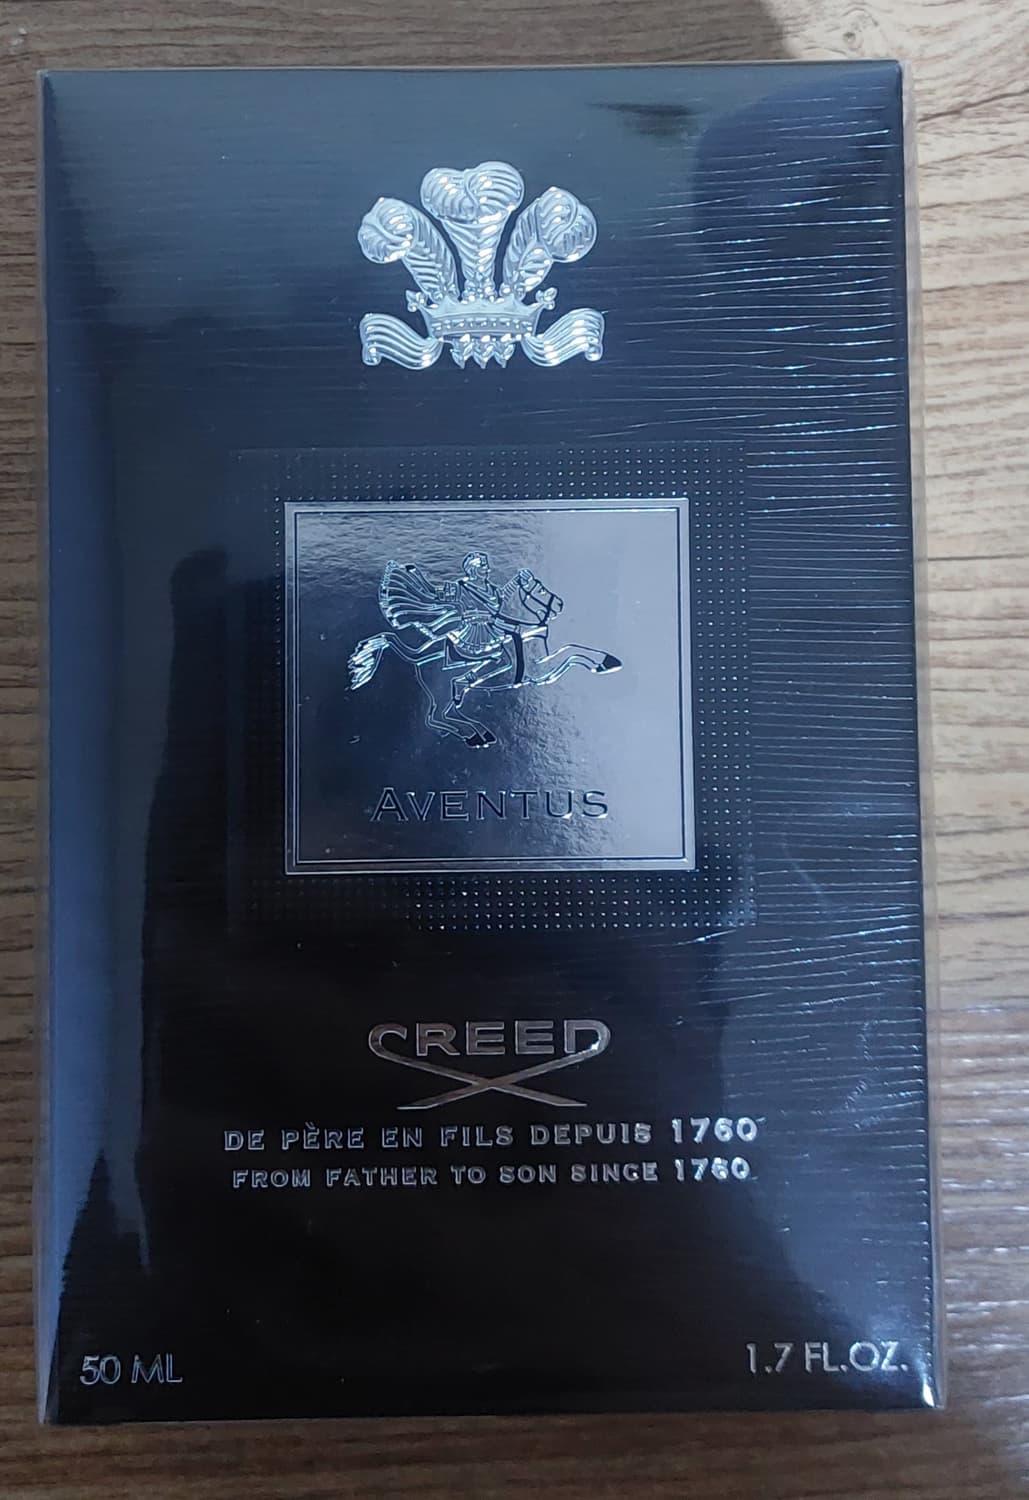 AVENTUS
CREED
DE PÈRE EN FILS DEPUIS 1760
FROM FATHER TO SON SINCE 1760
50 ML
1.7 FL.OZ.